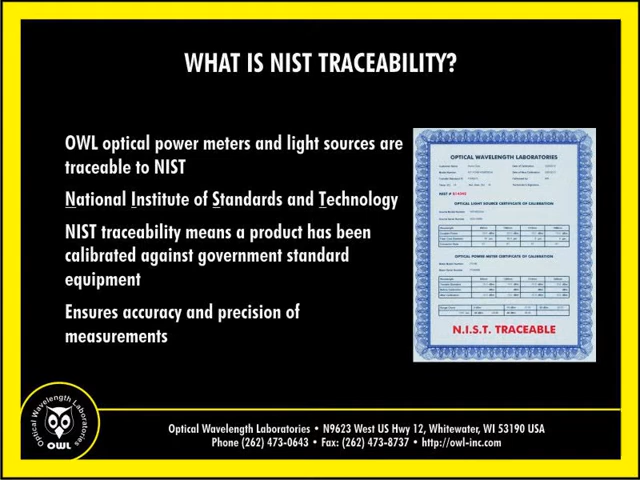 WHAT IS NIST TRACEABILITY?
OWL optical power meters and light sources are
traceable to NIST
National Institute of Standards and Technology
NIST traceability means a product has been
calibrated against government standard
equipment
Ensures accuracy and precision of
measurements
OPTICAL WAVELENGTH LABORATORIES
OPTICAL LIGHT SOURCE CERTIFICATE OF CALIBRATION
OPTICAL POWER METER CERTIFICATE OF CALIBRATION
N.I.S.T. TRACEABLE
Optical Wavelength Laboratories
OWL
Optical Wavelength Laboratories • N9623 West US Hwy 12, Whitewater, WI 53190 USA
Phone (262) 473-0643 • Fax: (262) 473-8737 • http://owl-inc.com